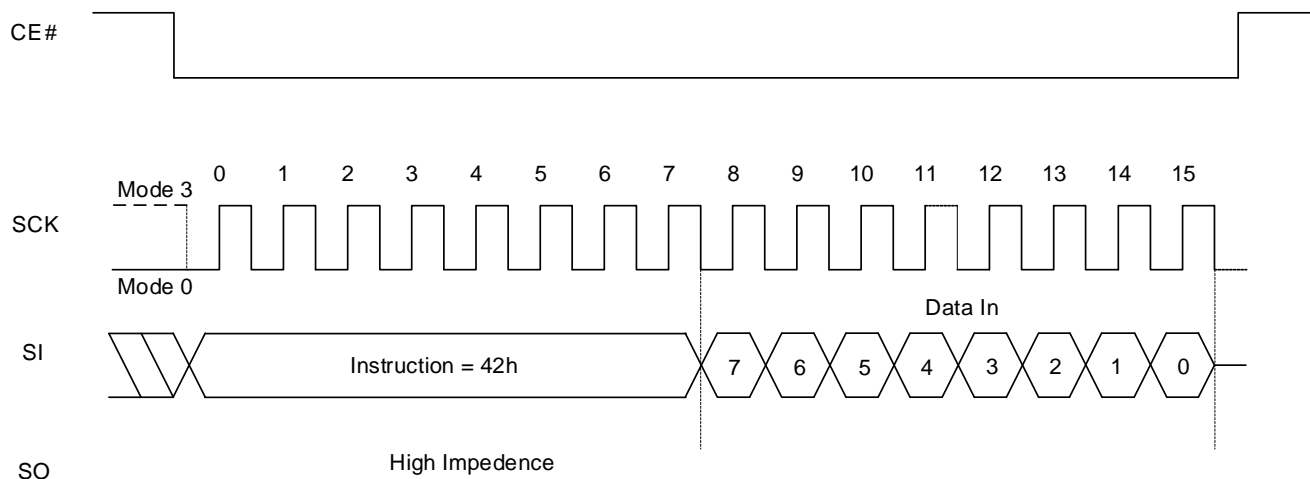 CE#
0 1 2 3 4 5 6 7 8 9 10 11 12 13 14 15
Mode 3
SCK
Mode 0
Data In
SI
Instruction = 42h
7 6 5 4 3 2 1 0
High Impedence
SO